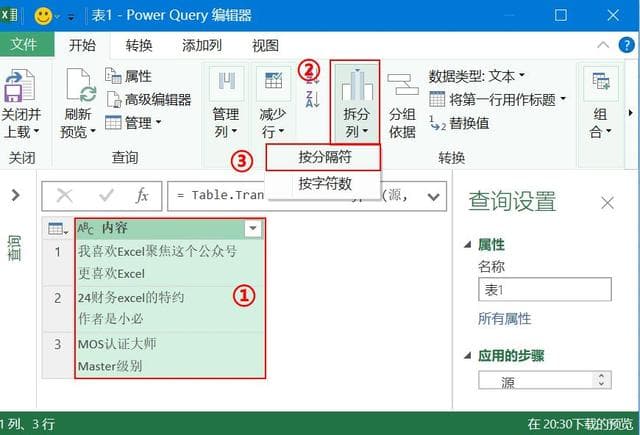 表1 - Power Query 编辑器
文件 开始 转换 添加列 视图
②
关闭并
上载
刷新
预览
属性
高级编辑器
管理
管理
列
减少
行
拆分
列
分组
依据
数据类型: 文本
将第一行用作标题
替换值
组
合
关闭 查询 转换
③
按分隔符
按字符数
= Table.Tran (源,
查询
ABC 内容
1 我喜欢Excel聚焦这个公众号
更喜欢Excel
2 24财务excel的特约
作者是小必
①
3 MOS认证大师
Master级别
查询设置
属性
名称
表1
所有属性
应用的步骤
源
1 列、3 行
在 20:30下载的预览